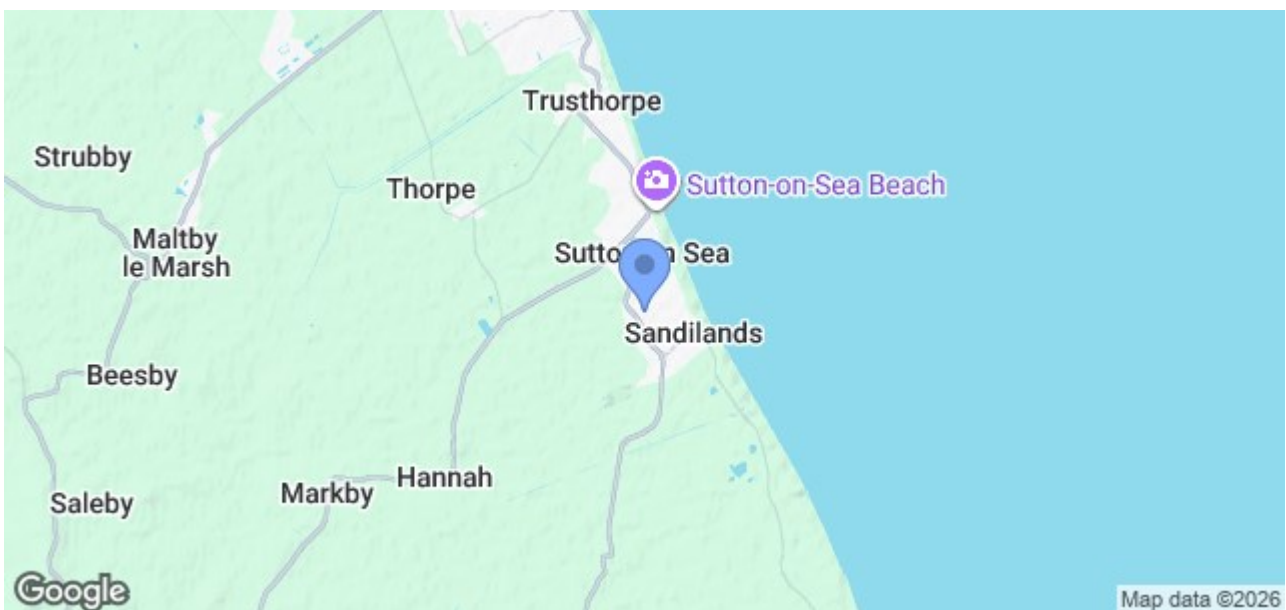 Trusthorpe
Strubby
Thorpe
Sutton-on-Sea Beach
Maltby
le Marsh
Sutto n Sea
Sandilands
Beesby
Hannah
Markby
Saleby
Google
Map data ©2026